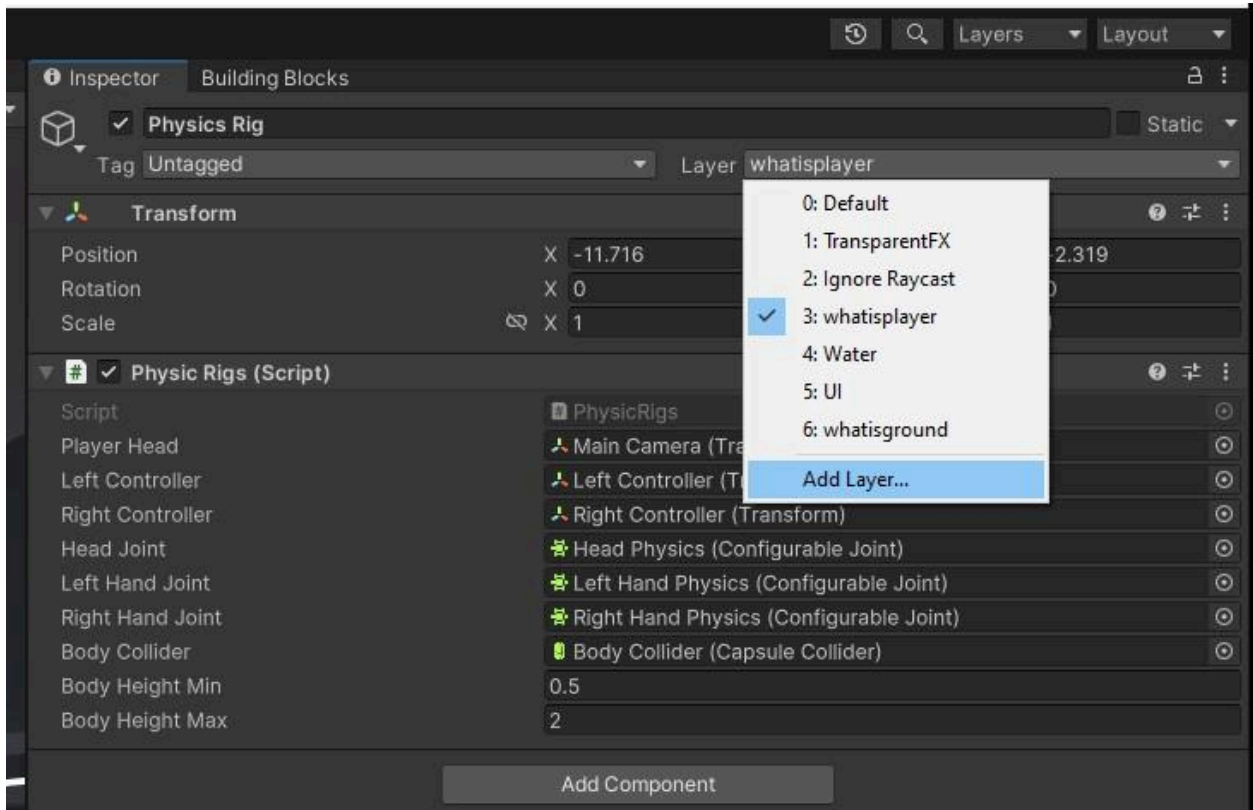 Layers Layout
Inspector Building Blocks
Physics Rig Static
Tag Untagged Layer whatisplayer
0: Default
Transform
1: TransparentFX
Position X -11.716 2.319
2: Ignore Raycast
Rotation X 0
3: whatisplayer
Scale X 1
4: Water
# Physic Rigs (Script)
5: UI
Script # PhysicRigs
6: whatisground
Player Head Main Camera (Tra
Left Controller Left Controller (T
Add Layer...
Right Controller Right Controller (Transform)
Head Joint Head Physics (Configurable Joint)
Left Hand Joint Left Hand Physics (Configurable Joint)
Right Hand Joint Right Hand Physics (Configurable Joint)
Body Collider Body Collider (Capsule Collider)
Body Height Min 0.5
Body Height Max 2
Add Component